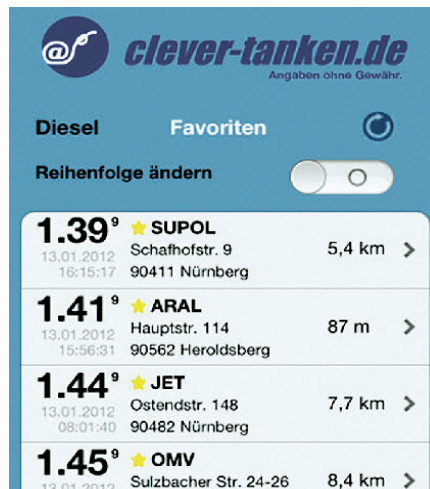 @
clever-tanken.de
Angaben ohne Gewähr.
Diesel Favoriten
Reihenfolge ändern
1.39⁹ SUPOL
Schafhofstr. 9 5,4 km
13.01.2012
16:15:17 90411 Nürnberg
1.41⁹ ARAL
Hauptstr. 114 87 m
13.01.2012
15:56:31 90562 Heroldsberg
1.44⁹ JET
Ostendstr. 148 7,7 km
13.01.2012
08:01:40 90482 Nürnberg
1.45⁹ OMV
Sulzbacher Str. 24-26 8,4 km
13.01.2012